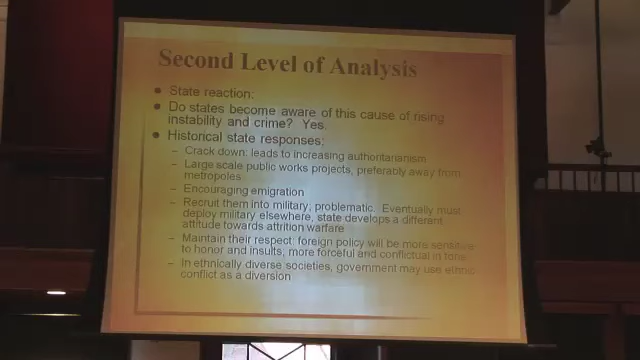 Second Level of Analysis
• State reaction;
• Do states become aware of this cause of rising
instability and crime? Yes.
• Historical state responses;
– Crack down: leads to increasing authoritarianism
– Large scale public works projects, preferably away from
metropoles
– Encouraging emigration
– Recruit them into military; problematic. Eventually must
deploy military elsewhere, state develops a different
attitude towards attrition warfare
– Maintain their respect: foreign policy will be more sensitive
to honor and insults, more forceful and conflictual in tone
– In ethnically diverse societies, government may use ethnic
conflict as a diversion